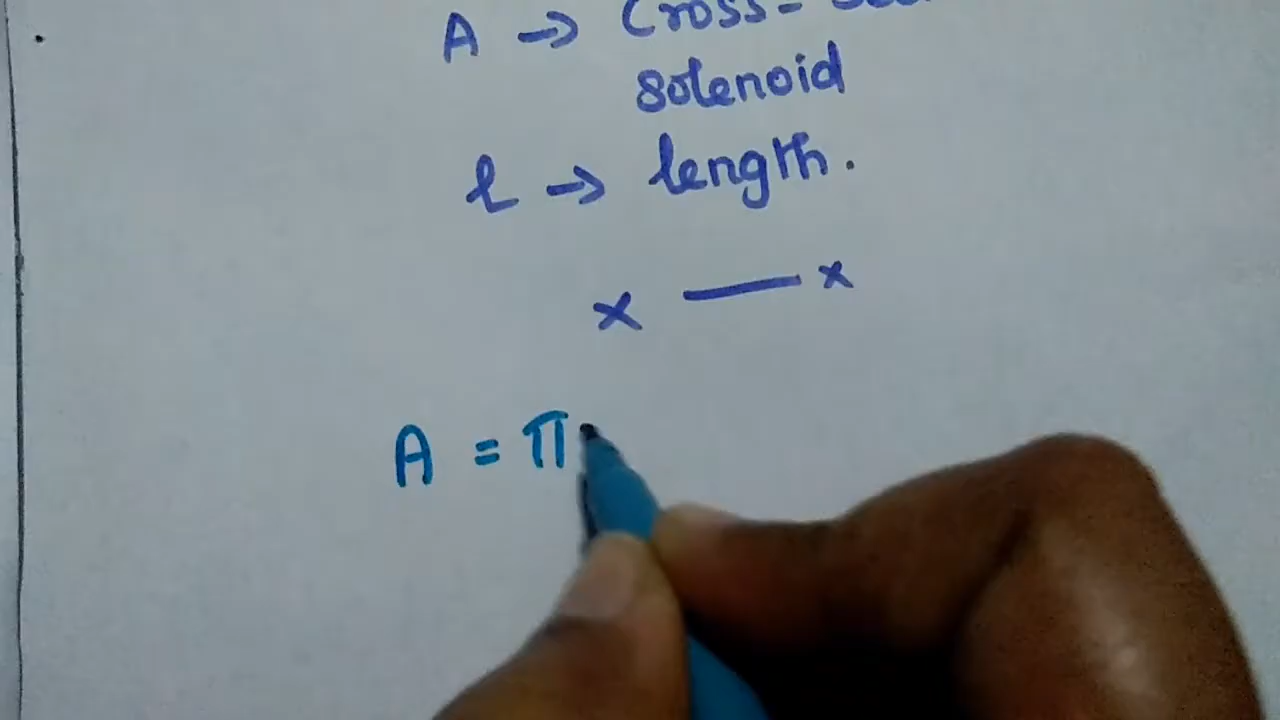 A → Cross-
solenoid
l → length.
x — x
A = π